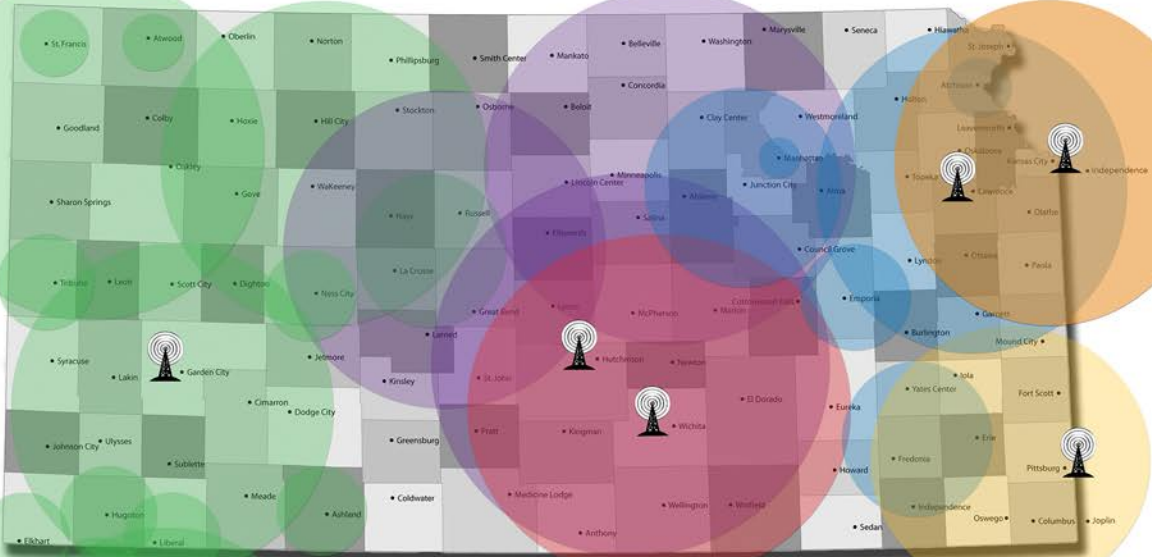 St. Francis
Atwood
Oberlin
Norton
Phillipsburg
Smith Center
Mankato
Belleville
Washington
Marysville
Seneca
Hiawatha
St. Joseph
Atchison
Concordia
Stockton
Osborne
Beloit
Holton
Goodland
Colby
Hoxie
Hill City
Clay Center
Westmoreland
Leavenworth
Oskaloosa
Manhattan
Kansas City
Independence
Oakley
Gove
WaKeeney
Lincoln Center
Minneapolis
Junction City
Alma
Topeka
Lawrence
Sharon Springs
Hays
Russell
Abilene
Salina
Olathe
Ellsworth
Council Grove
Lyndon
Ottawa
Paola
La Crosse
Tribune
Leoti
Scott City
Dighton
Ness City
Emporia
Great Bend
Lyons
McPherson
Marion
Cottonwood Falls
Garnett
Larned
Burlington
Mound City
Syracuse
Lakin
Garden City
Jetmore
Kinsley
St. John
Hutchinson
Newton
Iola
Yates Center
Fort Scott
Cimarron
Dodge City
El Dorado
Eureka
Johnson City
Ulysses
Greensburg
Pratt
Kingman
Wichita
Erie
Fredonia
Sublette
Howard
Pittsburg
Meade
Coldwater
Medicine Lodge
Wellington
Winfield
Independence
Hugoton
Ashland
Anthony
Sedan
Oswego
Columbus
Joplin
Elkhart
Liberal